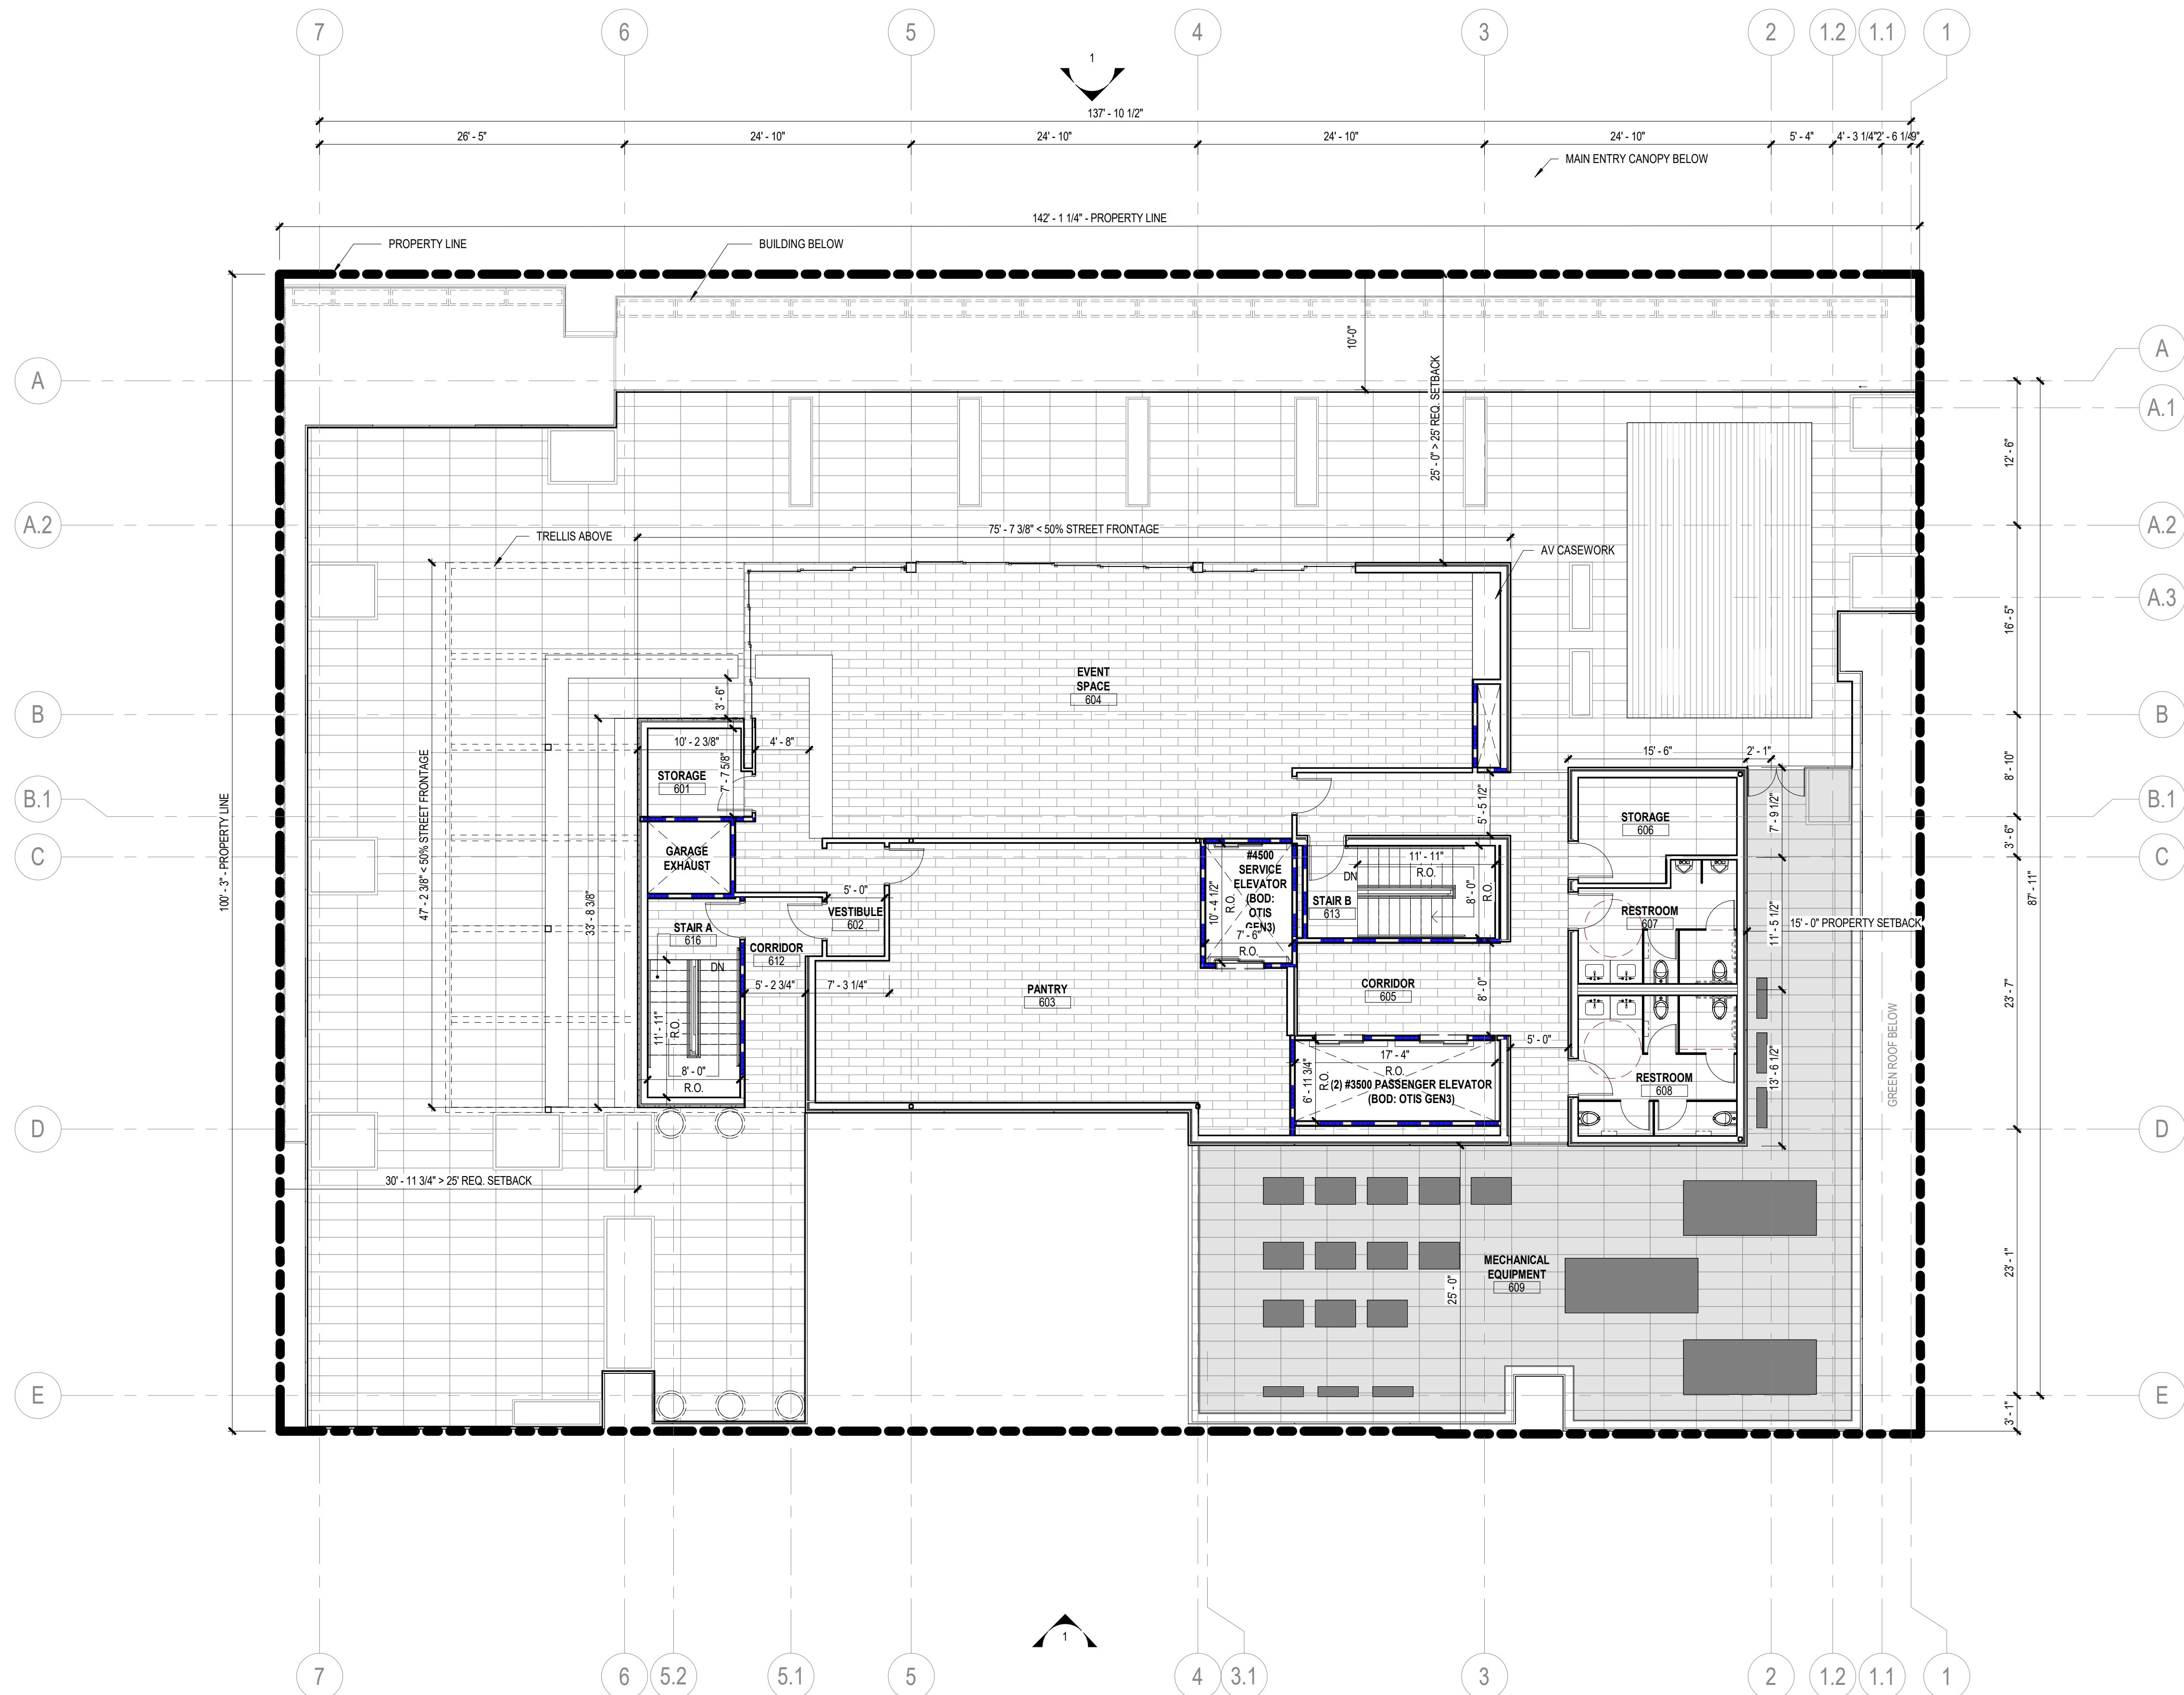 7
6
5
4
3
2
1.2
1.1
1
1
137' - 10 1/2"
26' - 5"
24' - 10"
24' - 10"
24' - 10"
24' - 10"
5' - 4"
4' - 3 1/4"
2' - 6 1/4"
9"
MAIN ENTRY CANOPY BELOW
142' - 1 1/4" - PROPERTY LINE
PROPERTY LINE
BUILDING BELOW
A
A
A.1
10'-0"
25' - 0" > 25' REQ. SETBACK
12' - 6"
A.2
A.2
75' - 7 3/8" < 50% STREET FRONTAGE
TRELLIS ABOVE
AV CASEWORK
A.3
16' - 5"
EVENT
SPACE
604
B
B
3' - 6"
10' - 2 3/8"
4' - 8"
STORAGE
601
7' - 7 5/8"
15' - 6"
2' - 1"
8' - 10"
B.1
B.1
100' - 3" - PROPERTY LINE
47' - 2 3/8" < 50% STREET FRONTAGE
33' - 8 3/8"
5' - 5 1/2"
7' - 9 1/2"
STORAGE
606
3' - 6"
C
C
GARAGE
EXHAUST
#4500
SERVICE
ELEVATOR
(BOD:
OTIS
GEN3)
10' - 4 1/2"
R.O.
7' - 6"
R.O.
11' - 11"
R.O.
DN
STAIR B
613
8' - 0"
R.O.
5' - 0"
VESTIBULE
602
STAIR A
616
DN
CORRIDOR
612
5' - 2 3/4"
7' - 3 1/4"
RESTROOM
607
11' - 5 1/2"
15' - 0" PROPERTY SETBACK
87' - 11"
23' - 7"
PANTRY
603
CORRIDOR
605
8' - 0"
GREEN ROOF BELOW
11' - 11"
R.O.
8' - 0"
R.O.
5' - 0"
17' - 4"
R.O.
6' - 11 3/4"
R.O.
(2) #3500 PASSENGER ELEVATOR
(BOD: OTIS GEN3)
RESTROOM
608
13' - 6 1/2"
D
D
30' - 11 3/4" > 25' REQ. SETBACK
MECHANICAL
EQUIPMENT
609
25' - 0"
23' - 1"
E
E
3' - 1"
1
7
6
5.2
5.1
5
4
3.1
3
2
1.2
1.1
1